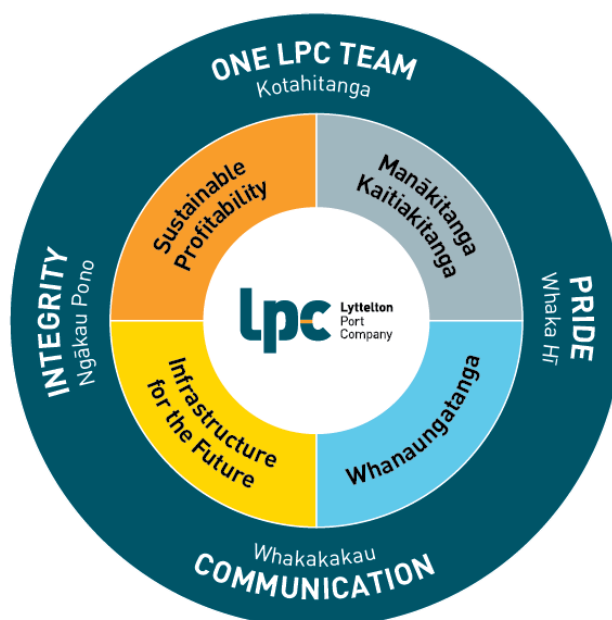 ONE LPC TEAM
Kotahitanga
Sustainable
Profitability
Manākitanga
Kaitiakitanga
INTEGRITY
Ngākau Pono
lpc
Lyttelton
Port
Company
PRIDE
Whaka Hī
Infrastructure
for the Future
Whanaungatanga
Whakakakau
COMMUNICATION